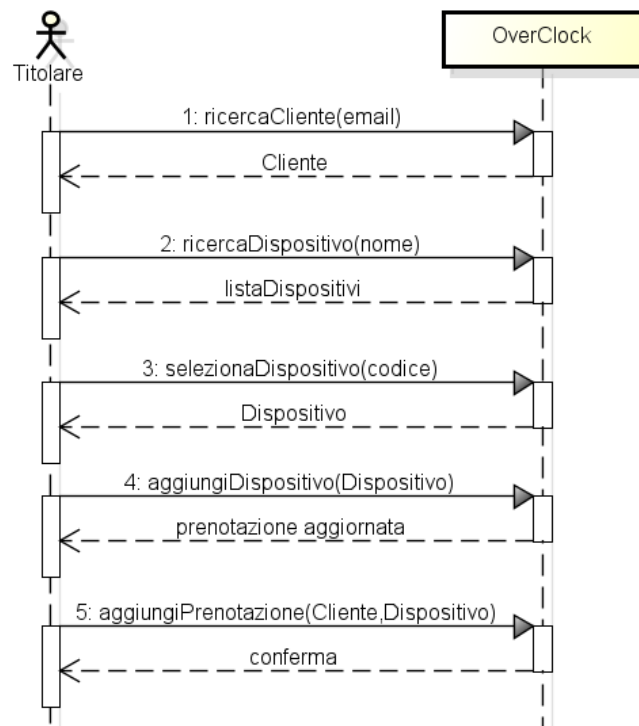 OverClock
Titolare
1: ricercaCliente(email)
Cliente
2: ricercaDispositivo(nome)
listaDispositivi
3: selezionaDispositivo(codice)
Dispositivo
4: aggiungiDispositivo(Dispositivo)
prenotazione aggiornata
5: aggiungiPrenotazione(Cliente,Dispositivo)
conferma